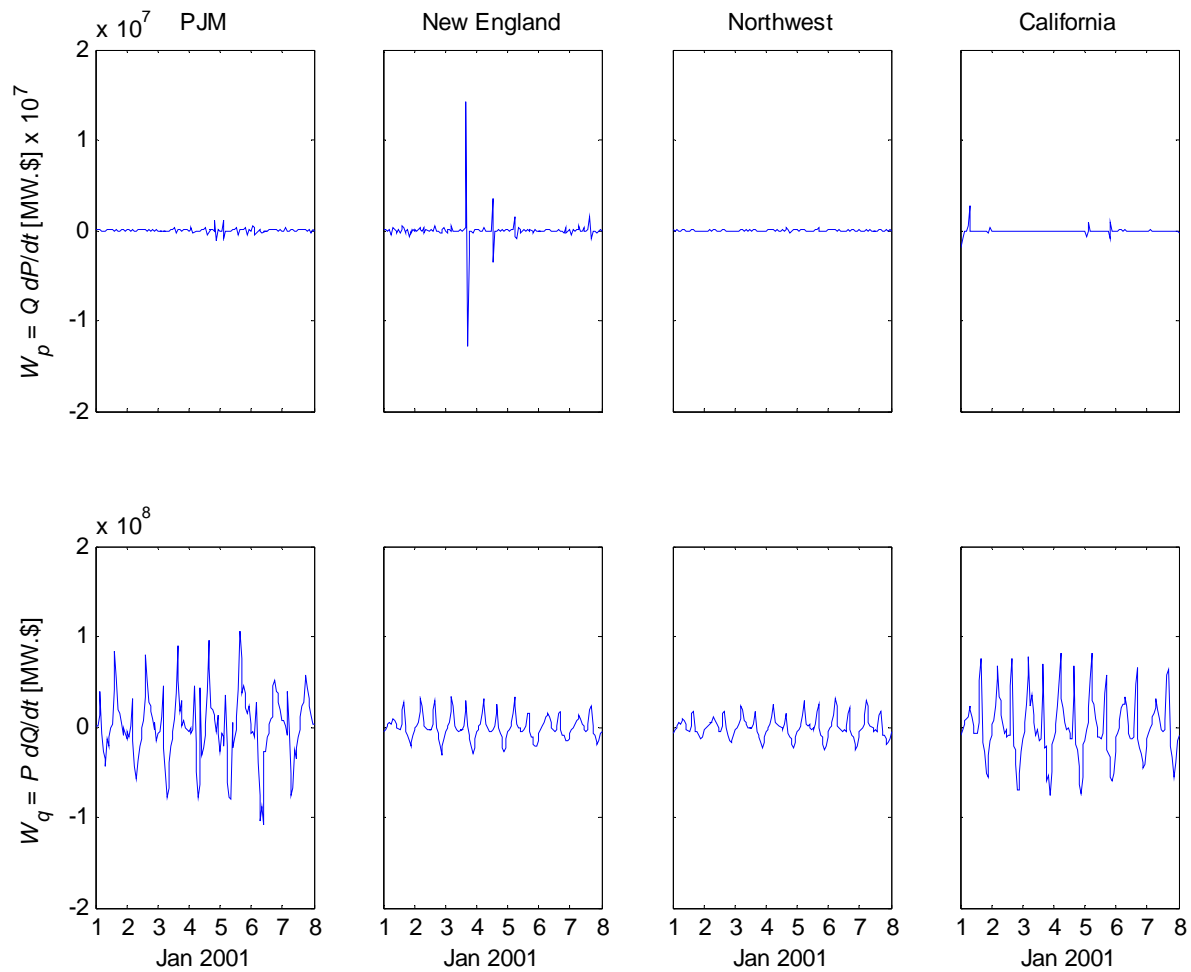 PJM New England Northwest California
x 10^7
2
1
0
-1
-2
W_p = Q dP/dt [MW.$] x 10^7
x 10^8
2
1
0
-1
-2
W_q = P dQ/dt [MW.$]
1 2 3 4 5 6 7 8 1 2 3 4 5 6 7 8 1 2 3 4 5 6 7 8 1 2 3 4 5 6 7 8
Jan 2001 Jan 2001 Jan 2001 Jan 2001